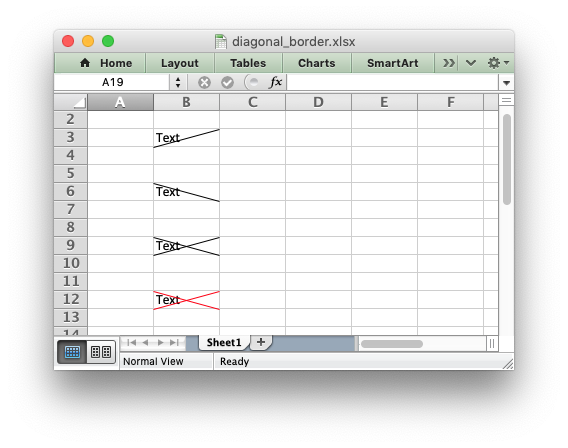 diagonal_border.xlsx
Home Layout Tables Charts SmartArt
A19 fx
A B C D E F
2
3 Text
4
5
6 Text
7
8
9 Text
10
11
12 Text
13
14
Sheet1 +
Normal View Ready